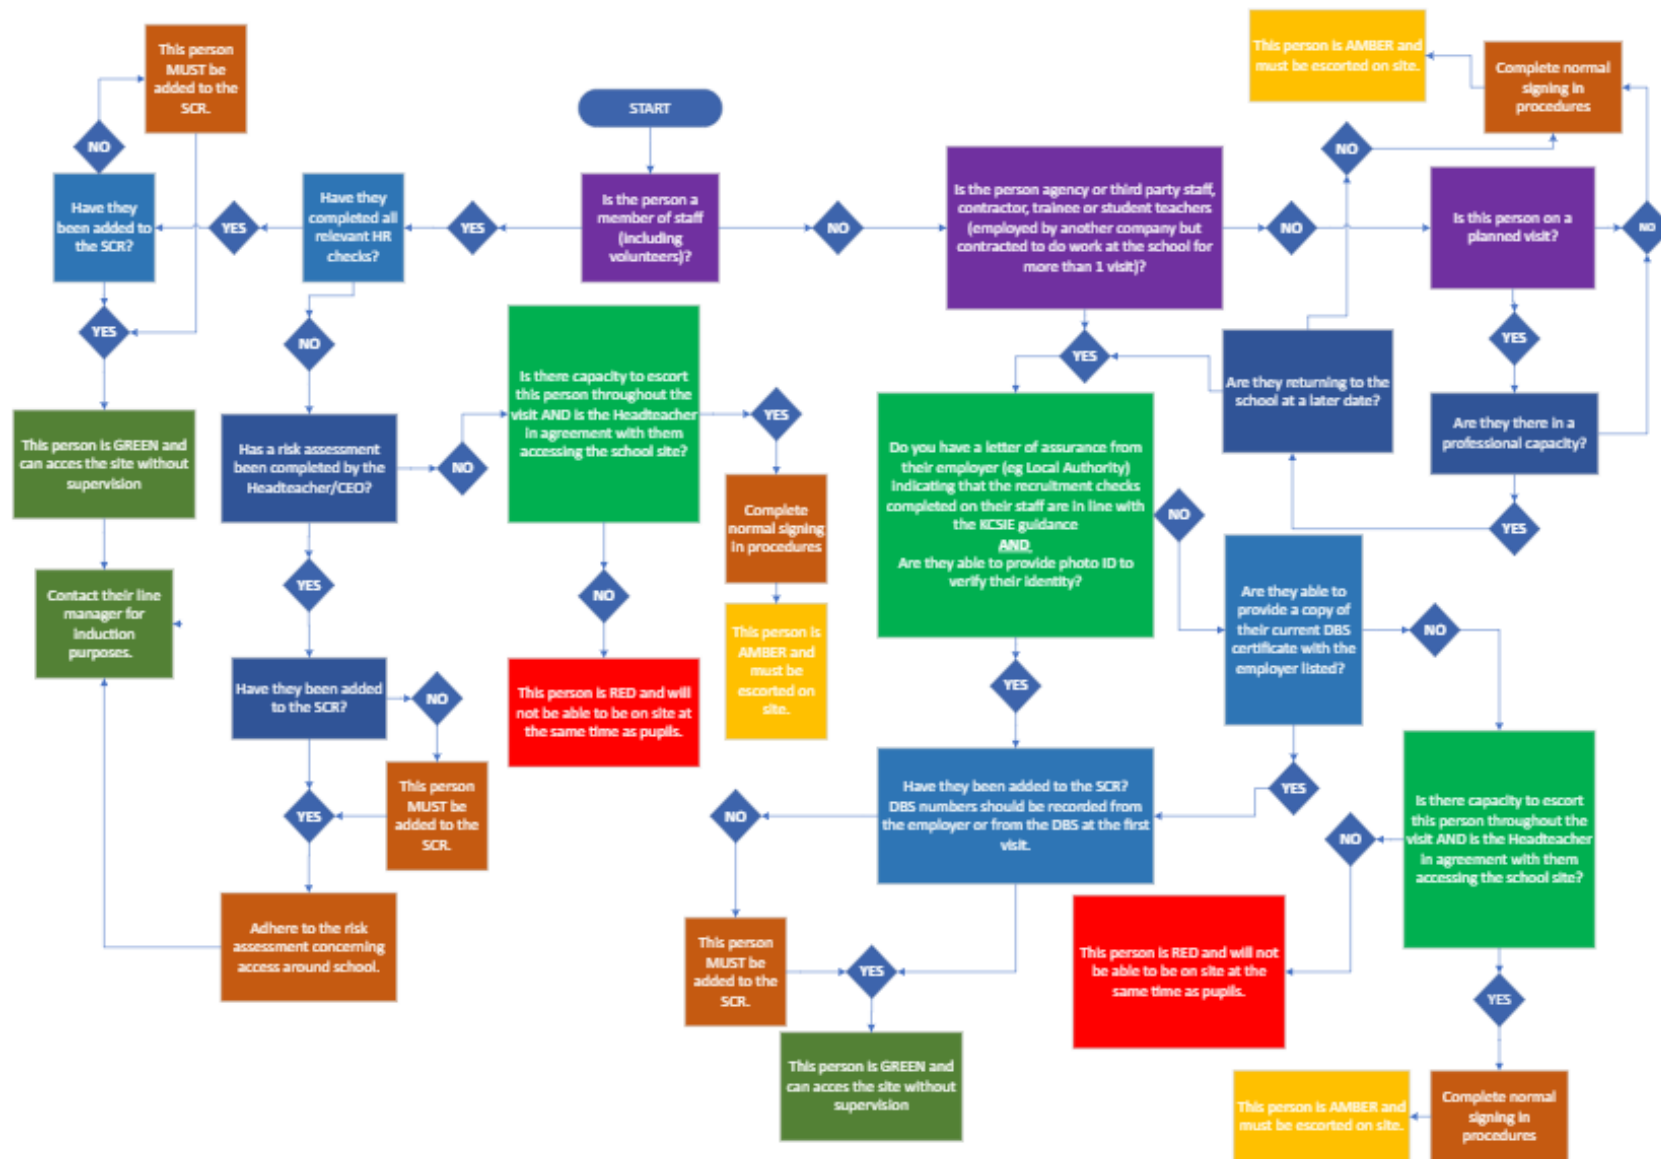 This person
MUST be
added to the
SCR.
NO
Have they
been added to
the SCR?
YES
Have they
completed all
relevant HR
checks?
YES
START
Is the person a
member of staff
(including
volunteers)?
NO
Is the person agency or third party staff,
contractor, trainee or student teachers
(employed by another company but
contracted to do work at the school for
more than 1 visit)?
NO
Is this person on a
planned visit?
NO
This person is AMBER and
must be escorted on site.
Complete normal
signing in
procedures
NO
YES
NO
This person is GREEN and
can acces the site without
supervision
Contact their line
manager for
induction
purposes.
Has a risk assessment
been completed by the
Headteacher/CEO?
NO
Is there capacity to escort
this person throughout the
visit AND is the Headteacher
in agreement with them
accessing the school site?
YES
Complete
normal signing
in procedures
This person is
AMBER and
must be
escorted on
site.
NO
This person is RED and will
not be able to be on site at
the same time as pupils.
YES
Have they been added
to the SCR?
NO
This person
MUST be
added to the
SCR.
YES
Adhere to the risk
assessment concerning
access around school.
YES
Are they returning to the
school at a later date?
YES
Are they there in a
professional capacity?
YES
Do you have a letter of assurance from
their employer (eg Local Authority)
indicating that the recruitment checks
completed on their staff are in line with
the KCSIE guidance
AND
Are they able to provide photo ID to
verify their identity?
NO
Are they able to
provide a copy of
their current DBS
certificate with the
employer listed?
NO
YES
YES
Have they been added to the SCR?
DBS numbers should be recorded from
the employer or from the DBS at the first
visit.
NO
This person
MUST be
added to the
SCR.
YES
This person is GREEN and
can acces the site without
supervision
Is there capacity to escort
this person throughout the
visit AND is the Headteacher
in agreement with them
accessing the school site?
NO
This person is RED and will not
be able to be on site at the
same time as pupils.
YES
Complete normal
signing in
procedures
This person is AMBER and
must be escorted on site.